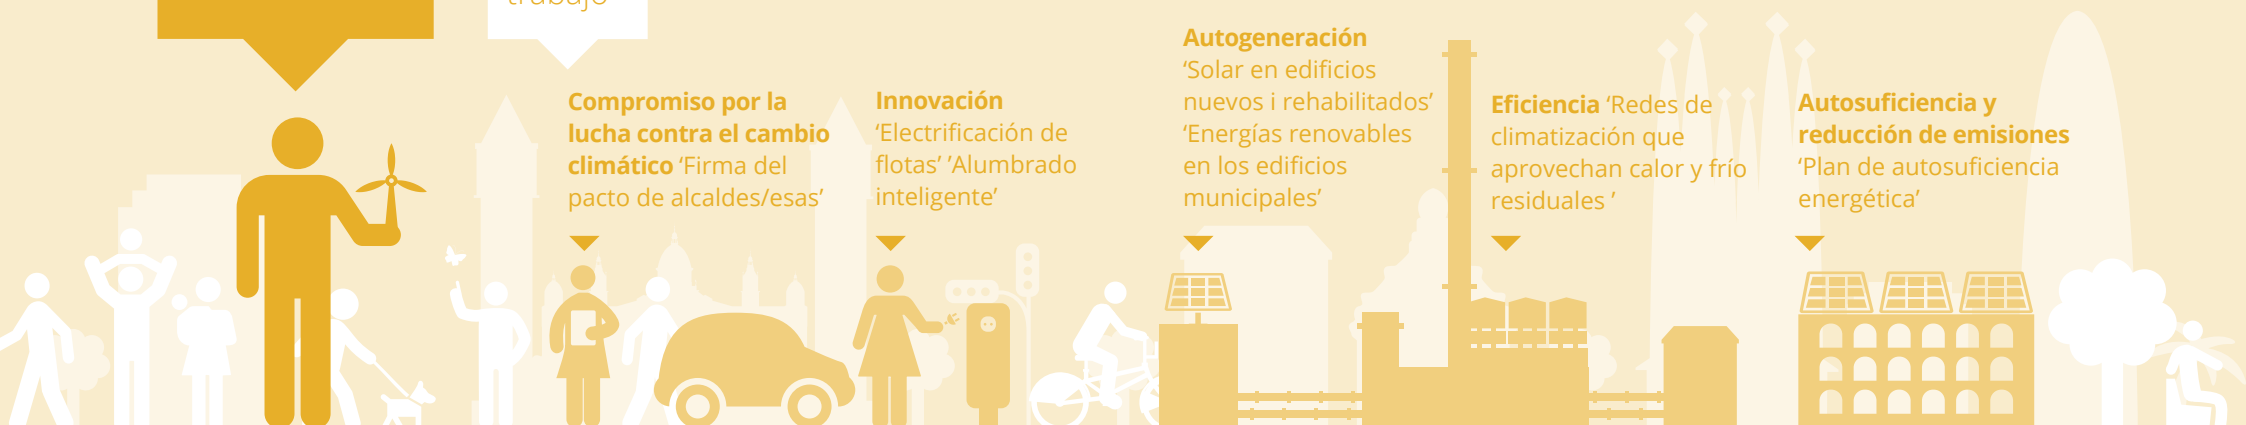 trabajo
Compromiso por la
lucha contra el cambio
climático ‘Firma del
pacto de alcaldes/esas’
Innovación
‘Electrificación de
flotas’ ’Alumbrado
inteligente’
Autogeneración
‘Solar en edificios
nuevos i rehabilitados’
‘Energías renovables
en los edificios
municipales’
Eficiencia ‘Redes de
climatización que
aprovechan calor y frío
residuales ’
Autosuficiencia y
reducción de emisiones
‘Plan de autosuficiencia
energética’